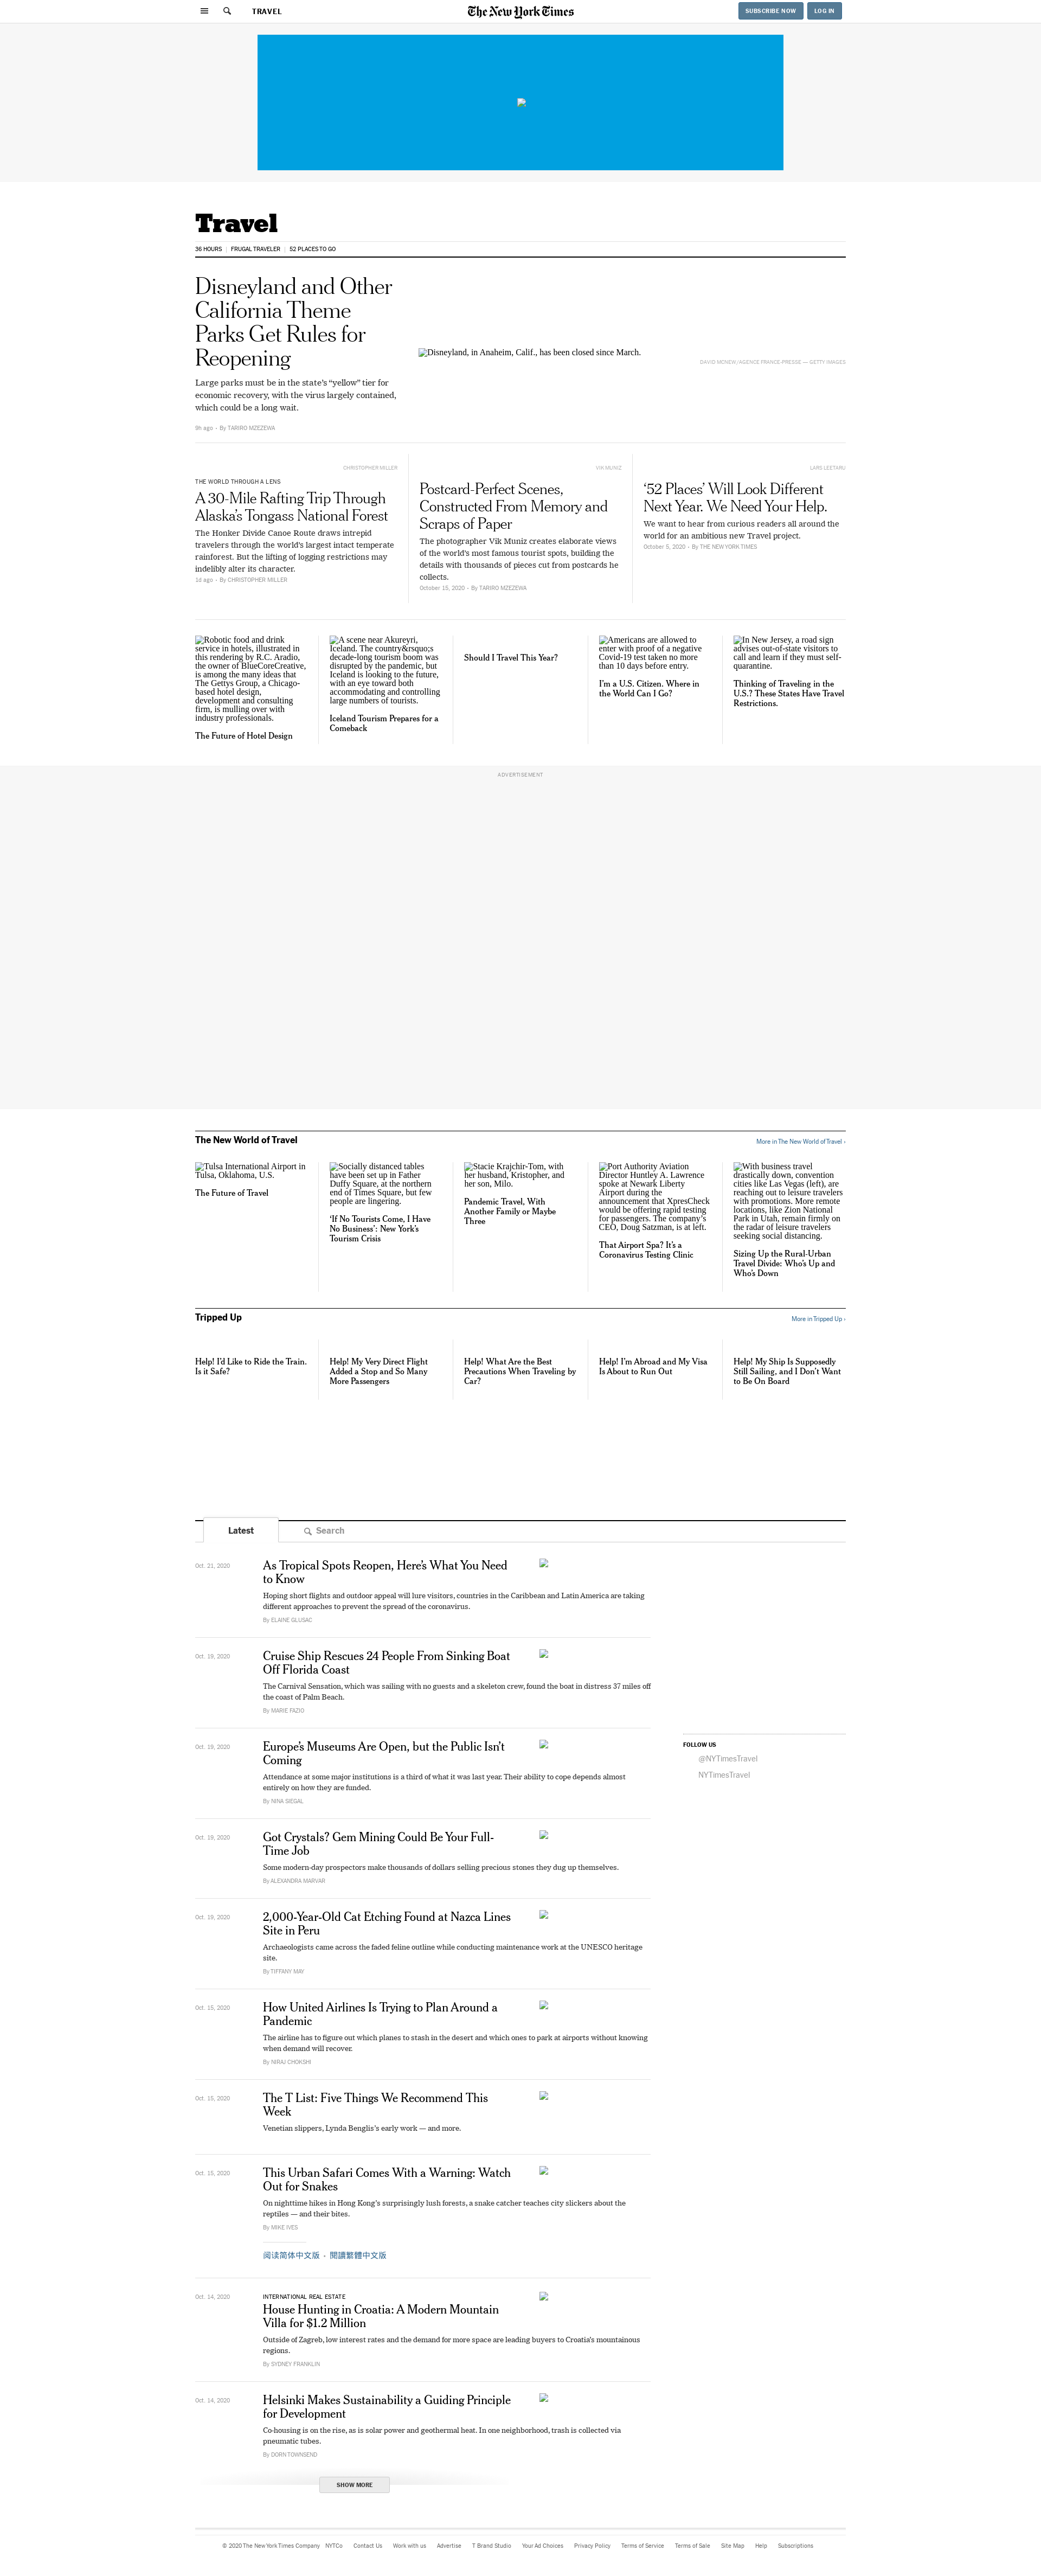 TRAVEL
The New York Times
SUBSCRIBE NOW
LOG IN
Travel
36 HOURS
FRUGAL TRAVELER
52 PLACES TO GO
Disneyland and Other
California Theme
Parks Get Rules for
Reopening
Large parks must be in the state’s “yellow” tier for
economic recovery, with the virus largely contained,
which could be a long wait.
9h ago - By TARIRO MZEZEWA
Disneyland, in Anaheim, Calif., has been closed since March.
DAVID MCNEW/AGENCE FRANCE-PRESSE — GETTY IMAGES
CHRISTOPHER MILLER
THE WORLD THROUGH A LENS
A 30-Mile Rafting Trip Through
Alaska’s Tongass National Forest
The Honker Divide Canoe Route draws intrepid
travelers through the world’s largest intact temperate
rainforest. But the lifting of logging restrictions may
indelibly alter its character.
1d ago - By CHRISTOPHER MILLER
VIK MUNIZ
Postcard-Perfect Scenes,
Constructed From Memory and
Scraps of Paper
The photographer Vik Muniz creates elaborate views
of the world’s most famous tourist spots, building the
details with thousands of pieces cut from postcards he
collects.
October 15, 2020 - By TARIRO MZEZEWA
LARS LEETARU
‘52 Places’ Will Look Different
Next Year. We Need Your Help.
We want to hear from curious readers all around the
world for an ambitious new Travel project.
October 5, 2020 - By THE NEW YORK TIMES
Robotic food and drink
service in hotels, illustrated in
this rendering by R.C. Aradio,
the owner of BlueCoreCreative,
is among the many ideas that
The Gettys Group, a Chicago-
based hotel design,
development and consulting
firm, is mulling over with
industry professionals.
The Future of Hotel Design
A scene near Akureyri,
Iceland. The country&rsquo;s
decade-long tourism boom was
disrupted by the pandemic, but
Iceland is looking to the future,
with an eye toward both
accommodating and controlling
large numbers of tourists.
Iceland Tourism Prepares for a
Comeback
Should I Travel This Year?
Americans are allowed to
enter with proof of a negative
Covid-19 test taken no more
than 10 days before entry.
I’m a U.S. Citizen. Where in
the World Can I Go?
In New Jersey, a road sign
advises out-of-state visitors to
call and learn if they must self-
quarantine.
Thinking of Traveling in the
U.S.? These States Have Travel
Restrictions.
ADVERTISEMENT
The New World of Travel
More in The New World of Travel ›
Tulsa International Airport in
Tulsa, Oklahoma, U.S.
The Future of Travel
Socially distanced tables
have been set up in Father
Duffy Square, at the northern
end of Times Square, but few
people are lingering.
‘If No Tourists Come, I Have
No Business’: New York’s
Tourism Crisis
Stacie Krajchir-Tom, with
her husband, Kristopher, and
her son, Milo.
Pandemic Travel, With
Another Family or Maybe
Three
Port Authority Aviation
Director Huntley A. Lawrence
spoke at Newark Liberty
Airport during the
announcement that XpresCheck
would be offering rapid testing
for passengers. The company’s
CEO, Doug Satzman, is at left.
That Airport Spa? It’s a
Coronavirus Testing Clinic
With business travel
drastically down, convention
cities like Las Vegas (left), are
reaching out to leisure travelers
with promotions. More remote
locations, like Zion National
Park in Utah, remain firmly on
the radar of leisure travelers
seeking social distancing.
Sizing Up the Rural-Urban
Travel Divide: Who’s Up and
Who’s Down
Tripped Up
More in Tripped Up ›
Help! I’d Like to Ride the Train.
Is it Safe?
Help! My Very Direct Flight
Added a Stop and So Many
More Passengers
Help! What Are the Best
Precautions When Traveling by
Car?
Help! I’m Abroad and My Visa
Is About to Run Out
Help! My Ship Is Supposedly
Still Sailing, and I Don’t Want
to Be On Board
Latest
Search
Oct. 21, 2020
As Tropical Spots Reopen, Here’s What You Need
to Know
Hoping short flights and outdoor appeal will lure visitors, countries in the Caribbean and Latin America are taking
different approaches to prevent the spread of the coronavirus.
By ELAINE GLUSAC
Oct. 19, 2020
Cruise Ship Rescues 24 People From Sinking Boat
Off Florida Coast
The Carnival Sensation, which was sailing with no guests and a skeleton crew, found the boat in distress 37 miles off
the coast of Palm Beach.
By MARIE FAZIO
Oct. 19, 2020
Europe’s Museums Are Open, but the Public Isn’t
Coming
Attendance at some major institutions is a third of what it was last year. Their ability to cope depends almost
entirely on how they are funded.
By NINA SIEGAL
FOLLOW US
@NYTimesTravel
NYTimesTravel
Oct. 19, 2020
Got Crystals? Gem Mining Could Be Your Full-
Time Job
Some modern-day prospectors make thousands of dollars selling precious stones they dug up themselves.
By ALEXANDRA MARVAR
Oct. 19, 2020
2,000-Year-Old Cat Etching Found at Nazca Lines
Site in Peru
Archaeologists came across the faded feline outline while conducting maintenance work at the UNESCO heritage
site.
By TIFFANY MAY
Oct. 15, 2020
How United Airlines Is Trying to Plan Around a
Pandemic
The airline has to figure out which planes to stash in the desert and which ones to park at airports without knowing
when demand will recover.
By NIRAJ CHOKSHI
Oct. 15, 2020
The T List: Five Things We Recommend This
Week
Venetian slippers, Lynda Benglis’s early work — and more.
Oct. 15, 2020
This Urban Safari Comes With a Warning: Watch
Out for Snakes
On nighttime hikes in Hong Kong’s surprisingly lush forests, a snake catcher teaches city slickers about the
reptiles — and their bites.
By MIKE IVES
阅读简体中文版 • 閱讀繁體中文版
Oct. 14, 2020
INTERNATIONAL REAL ESTATE
House Hunting in Croatia: A Modern Mountain
Villa for $1.2 Million
Outside of Zagreb, low interest rates and the demand for more space are leading buyers to Croatia’s mountainous
regions.
By SYDNEY FRANKLIN
Oct. 14, 2020
Helsinki Makes Sustainability a Guiding Principle
for Development
Co-housing is on the rise, as is solar power and geothermal heat. In one neighborhood, trash is collected via
pneumatic tubes.
By DORN TOWNSEND
SHOW MORE
© 2020 The New York Times Company NYTCo Contact Us Work with us Advertise T Brand Studio Your Ad Choices Privacy Policy Terms of Service Terms of Sale Site Map Help Subscriptions